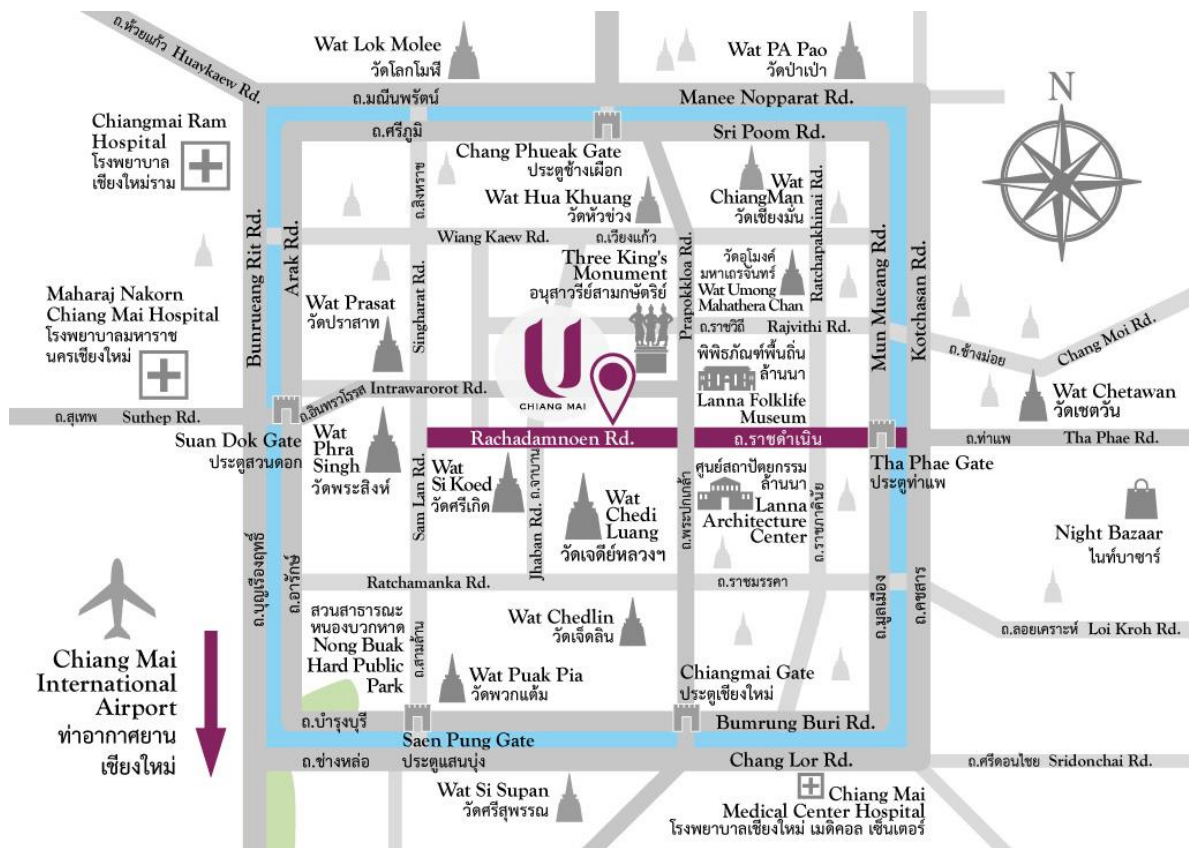 ถ.ห้วยแก้ว Huaykaew Rd.
Wat Lok Molee
วัดโลกโมฬี
Wat PA Pao
วัดป่าเป้า
ถ.มณีนพรัตน์
Manee Nopparat Rd.
N
Chiangmai Ram
Hospital
โรงพยาบาล
เชียงใหม่ราม
ถ.ศรีภูมิ
Sri Poom Rd.
Chang Phueak Gate
ประตูช้างเผือก
ถ.สิงหราช
Wat Hua Khuang
วัดหัวข่วง
Wat
ChiangMan
วัดเชียงมั่น
Ratchapakhinai Rd.
Wiang Kaew Rd.
ถ.เวียงแก้ว
Bunrueang Rit Rd.
Arak Rd.
Singharat Rd.
Prapokkloa Rd.
Mun Mueang Rd.
Kotchasan Rd.
Three King's
Monument
อนุสาวรีย์สามกษัตริย์
วัดอุโมงค์
มหาเถรจันทร์
Wat Umong
Mahathera Chan
Maharaj Nakorn
Chiang Mai Hospital
โรงพยาบาลมหาราช
นครเชียงใหม่
Wat Prasat
วัดปราสาท
ถ.ราชวิถี
Rajvithi Rd.
ถ.ช้างม่อย
Chang Moi Rd.
พิพิธภัณฑ์พื้นถิ่น
ล้านนา
Lanna Folklife
Museum
U
CHIANG MAI
ถ.อินทรวโรรส
Intrawarorot Rd.
Wat Chetawan
วัดเชตวัน
ถ.สุเทพ
Suthep Rd.
Suan Dok Gate
ประตูสวนดอก
Rachadamnoen Rd.
ถ.ราชดำเนิน
ถ.ท่าแพ
Tha Phae Rd.
Tha Phae Gate
ประตูท่าแพ
Wat
Phra
Singh
วัดพระสิงห์
Sam Lan Rd.
Wat
Si Koed
วัดศรีเกิด
ถ.จาบาน
Jhaban Rd.
Wat
Chedi
Luang
วัดเจดีย์หลวงฯ
ถ.พระปกเกล้า
ศูนย์สถาปัตยกรรม
ล้านนา
Lanna
Architecture
Center
ถ.ราชภาคินัย
Night Bazaar
ไนท์บาซาร์
ถ.บุญเรืองฤทธิ์
ถ.อารักษ์
Ratchamanka Rd.
ถ.ราชมรรคา
ถ.มูลเมือง
ถ.คชสาร
สวนสาธารณะ
หนองบวกหาด
Nong Buak
Hard Public
Park
ถ.สามล้าน
Wat Chedlin
วัดเจ็ดลิน
ถ.ลอยเคราะห์
Loi Kroh Rd.
Chiang Mai
International
Airport
ท่าอากาศยาน
เชียงใหม่
Wat Puak Pia
วัดพวกแต้ม
Chiangmai Gate
ประตูเชียงใหม่
ถ.บำรุงบุรี
Bumrung Buri Rd.
Saen Pung Gate
ประตูแสนปุง
ถ.ช่างหล่อ
Chang Lor Rd.
ถ.ศรีดอนไชย
Sridonchai Rd.
Wat Si Supan
วัดศรีสุพรรณ
Chiang Mai
Medical Center Hospital
โรงพยาบาลเชียงใหม่ เมดิคอล เซ็นเตอร์